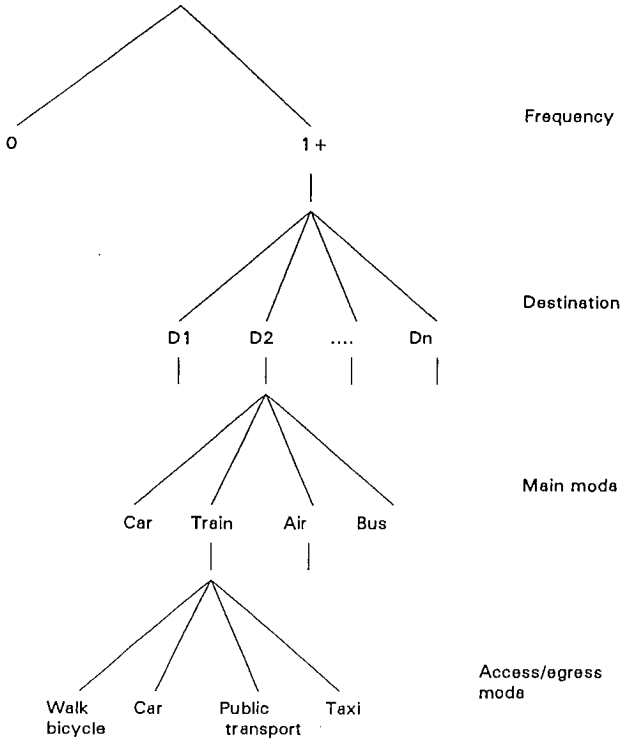 Frequency
0 1+
Destination
D1 D2 .... Dn
Main mode
Car Train Air Bus
Access/egress
mode
Walk Car Public Taxi
bicycle transport